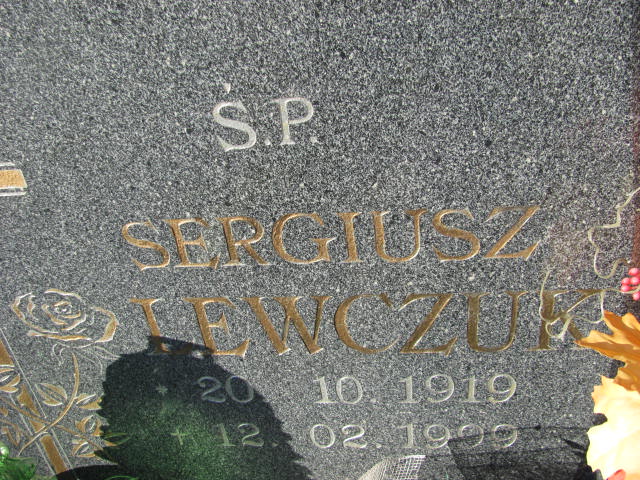 Ś.P.
SERGIUSZ
LEWCZUK
* 20. 10. 1919
+ 12. 02. 1999